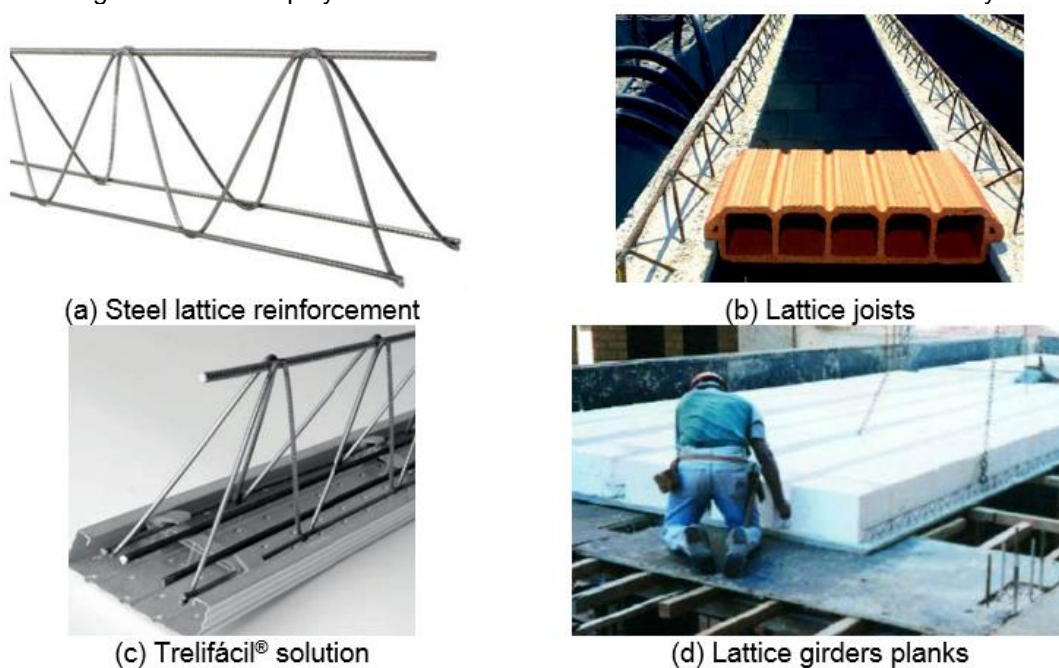 (a) Steel lattice reinforcement
(b) Lattice joists
(c) Trelifácil® solution
(d) Lattice girders planks